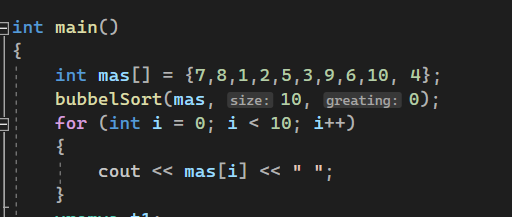 int main()
{
int mas[] = {7,8,1,2,5,3,9,6,10, 4};
bubbelSort(mas, size: 10, greating: 0);
for (int i = 0; i < 10; i++)
{
cout << mas[i] << " ";
}